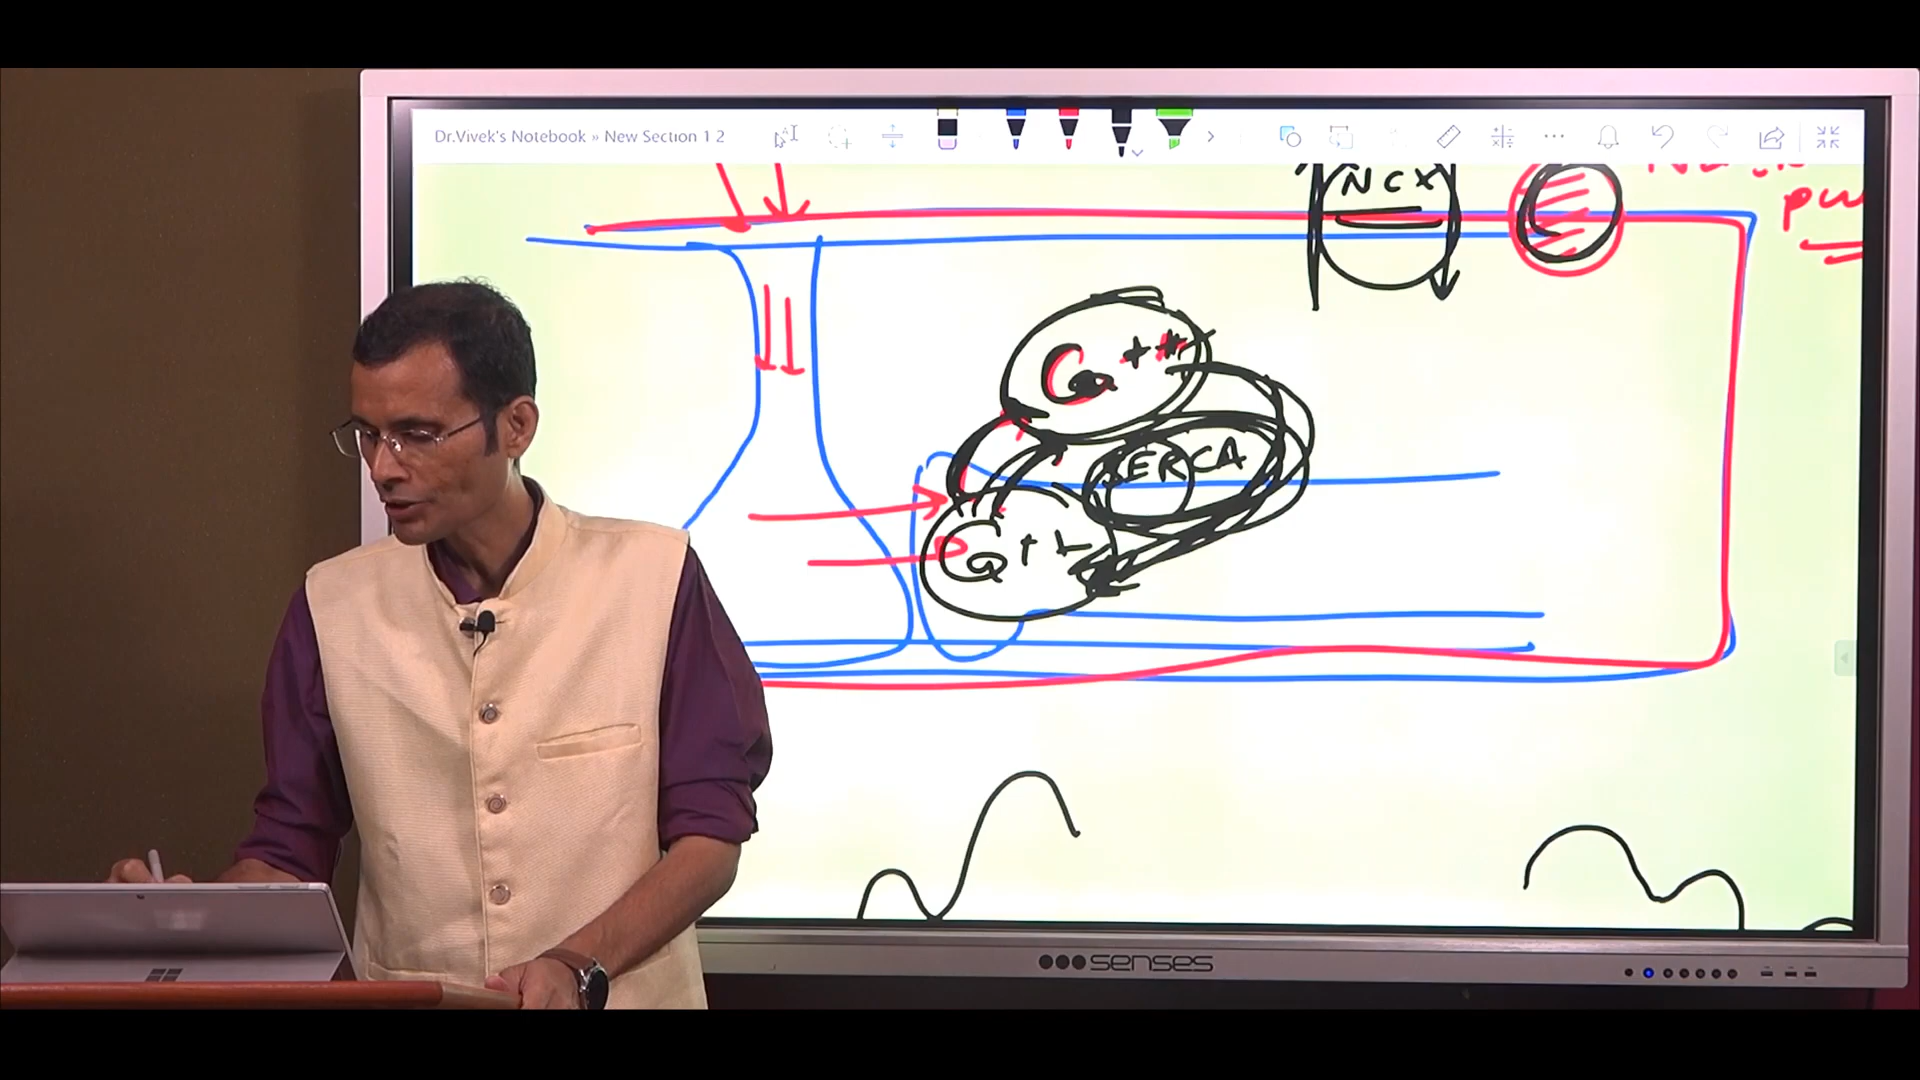 Dr.Vivek's Notebook » New Section 1 2
NCX
Ca ++
SERCA
Ca ++
senses